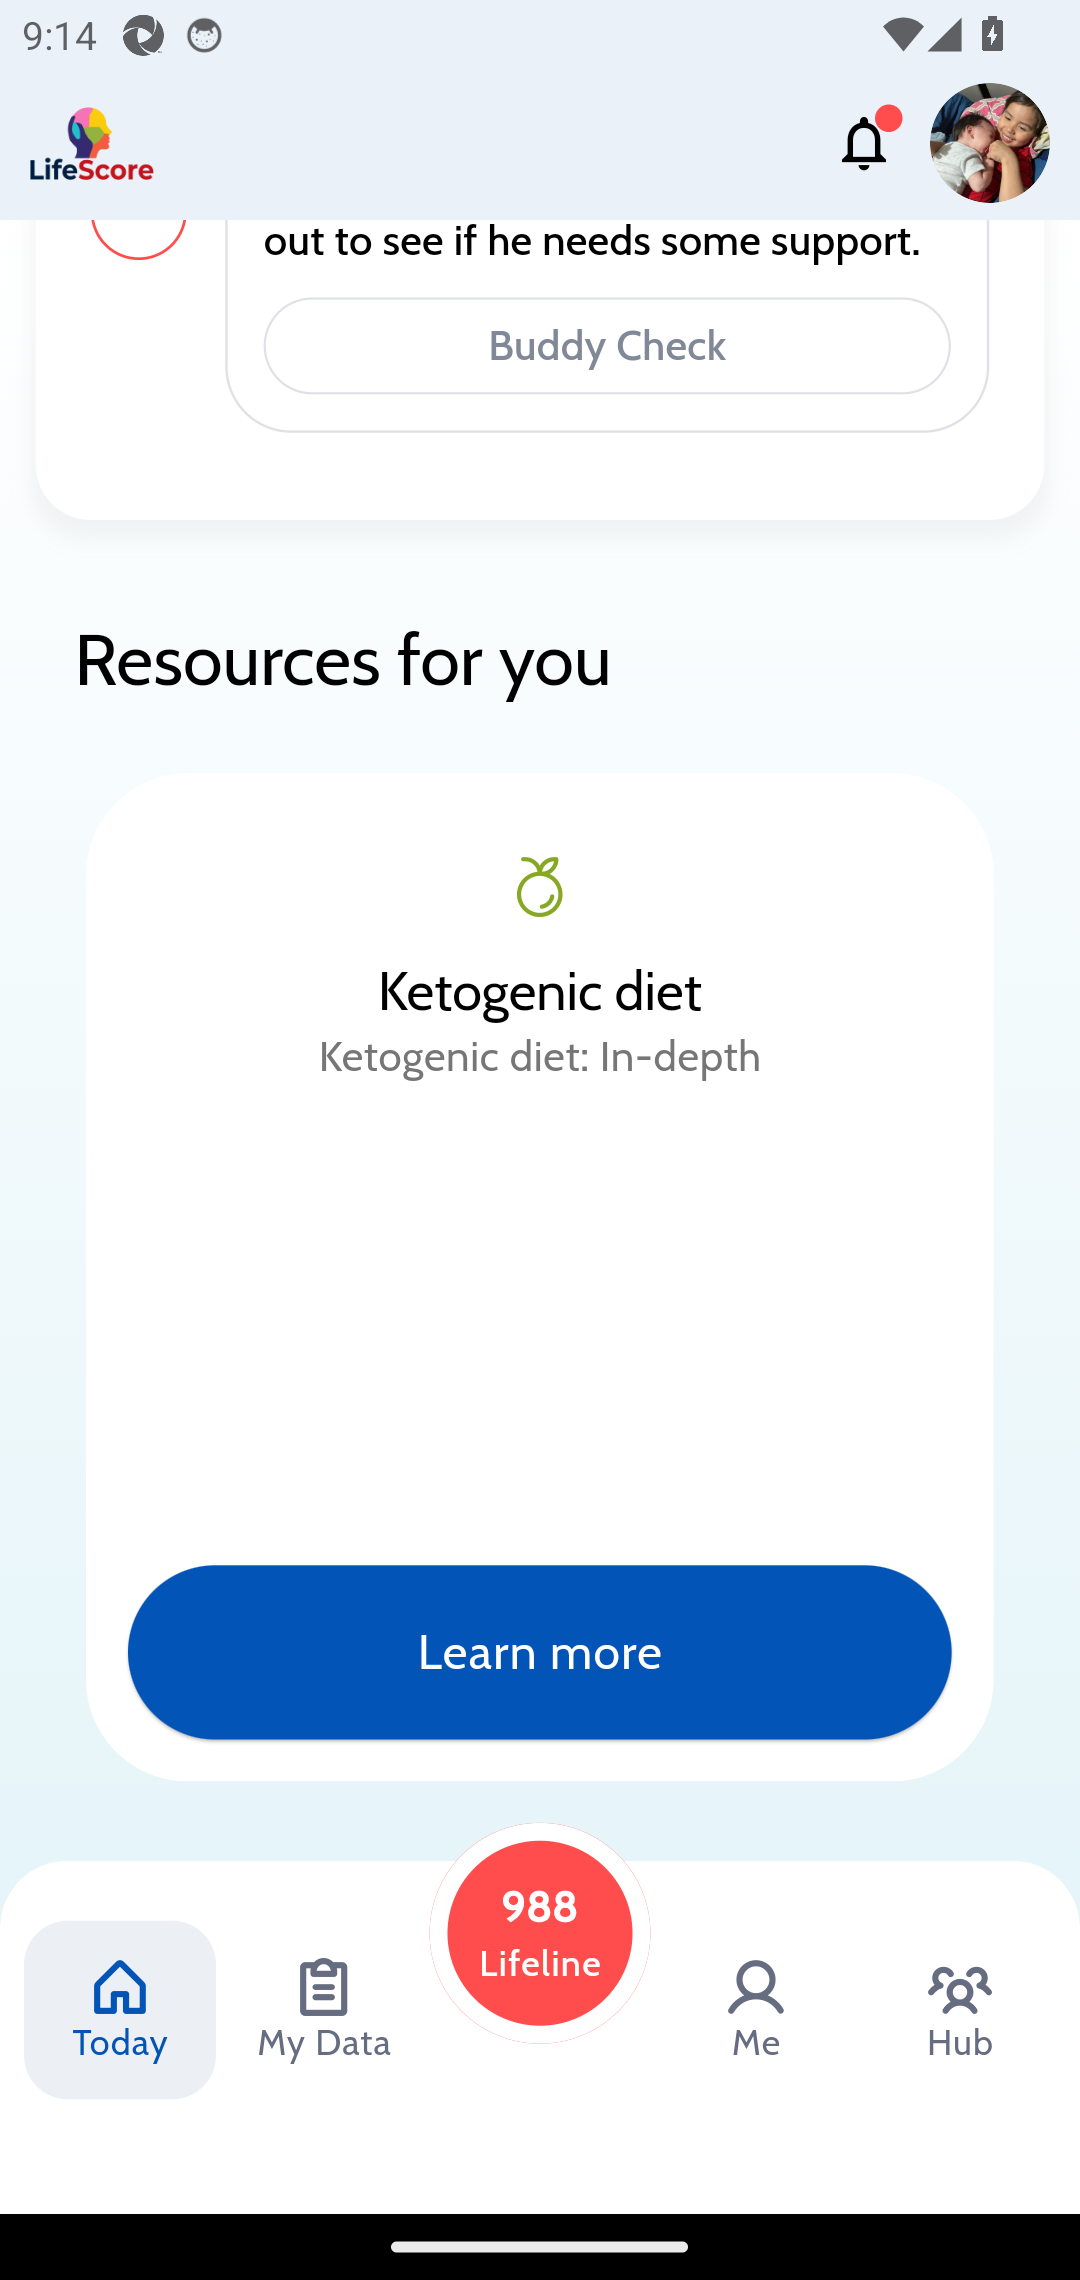 9:14
LifeScore
out to see if he needs some support.
Buddy Check
Resources for you
Ketogenic diet
Ketogenic diet: In-depth
Learn more
988
Lifeline
Today
My Data
Me
Hub